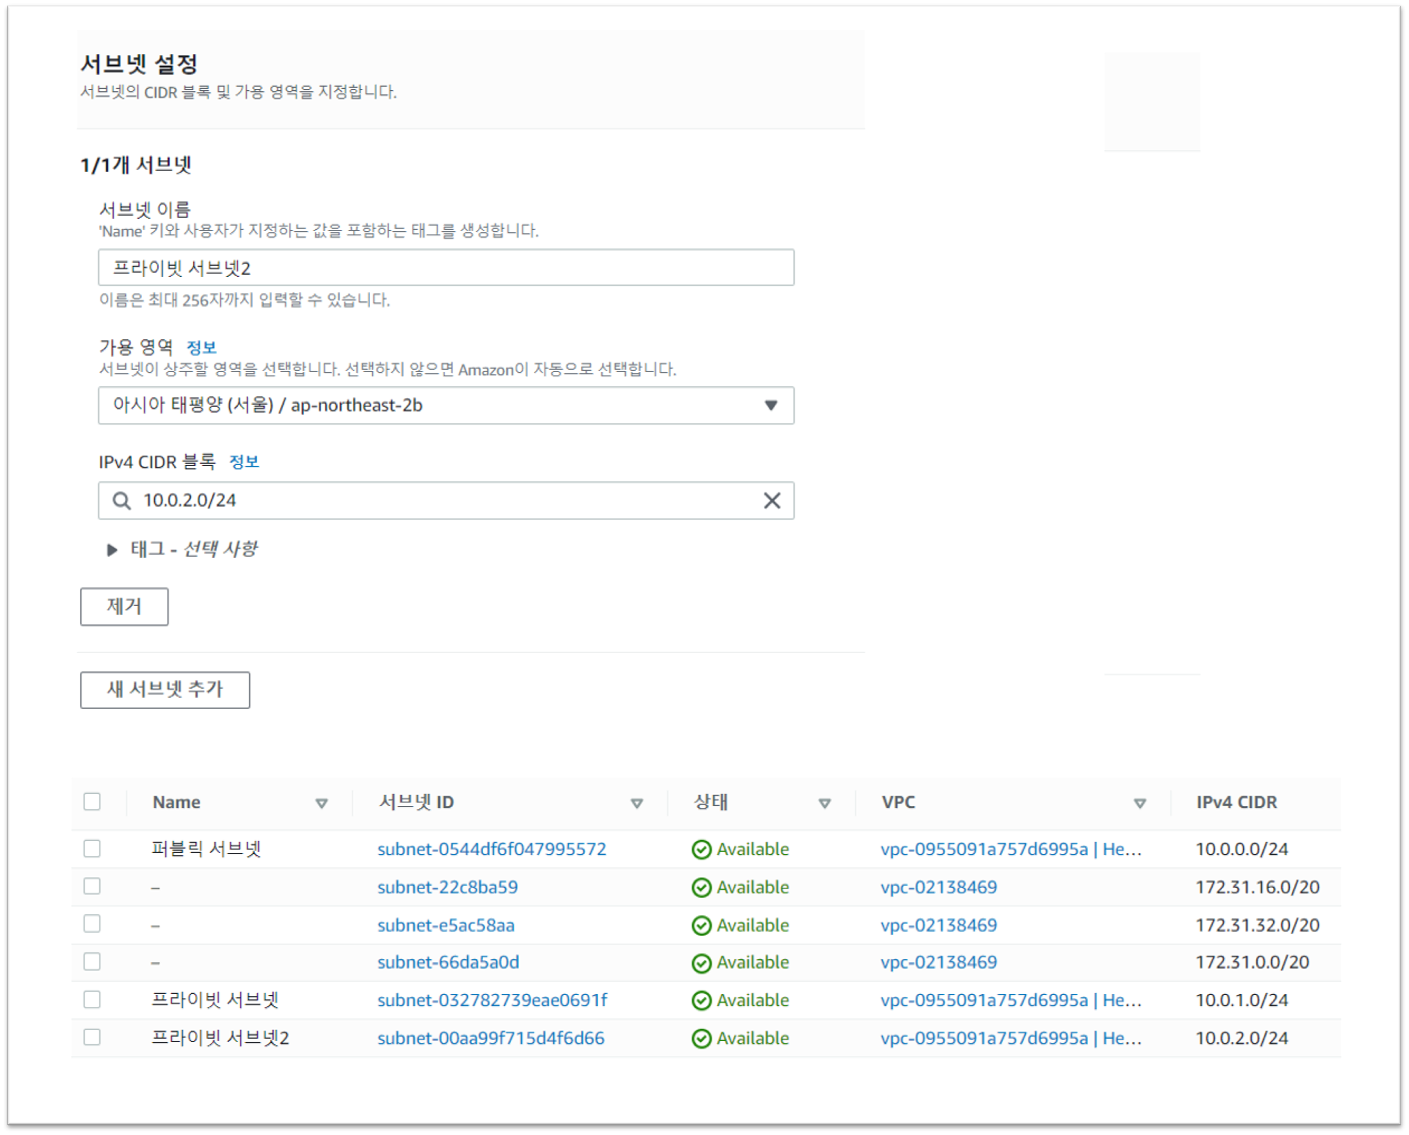 서브넷 설정
서브넷의 CIDR 블록 및 가용 영역을 지정합니다.
1/1개 서브넷
서브넷 이름
'Name' 키와 사용자가 지정하는 값을 포함하는 태그를 생성합니다.
프라이빗 서브넷2
이름은 최대 256자까지 입력할 수 있습니다.
가용 영역 정보
서브넷이 상주할 영역을 선택합니다. 선택하지 않으면 Amazon이 자동으로 선택합니다.
아시아 태평양 (서울) / ap-northeast-2b
IPv4 CIDR 블록 정보
10.0.2.0/24
태그 - 선택 사항
제거
새 서브넷 추가
Name 서브넷 ID 상태 VPC IPv4 CIDR
퍼블릭 서브넷 subnet-0544df6f047995572 Available vpc-0955091a757d6995a | He... 10.0.0.0/24
– subnet-22c8ba59 Available vpc-02138469 172.31.16.0/20
– subnet-e5ac58aa Available vpc-02138469 172.31.32.0/20
– subnet-66da5a0d Available vpc-02138469 172.31.0.0/20
프라이빗 서브넷 subnet-032782739eae0691f Available vpc-0955091a757d6995a | He... 10.0.1.0/24
프라이빗 서브넷2 subnet-00aa99f715d4f6d66 Available vpc-0955091a757d6995a | He... 10.0.2.0/24